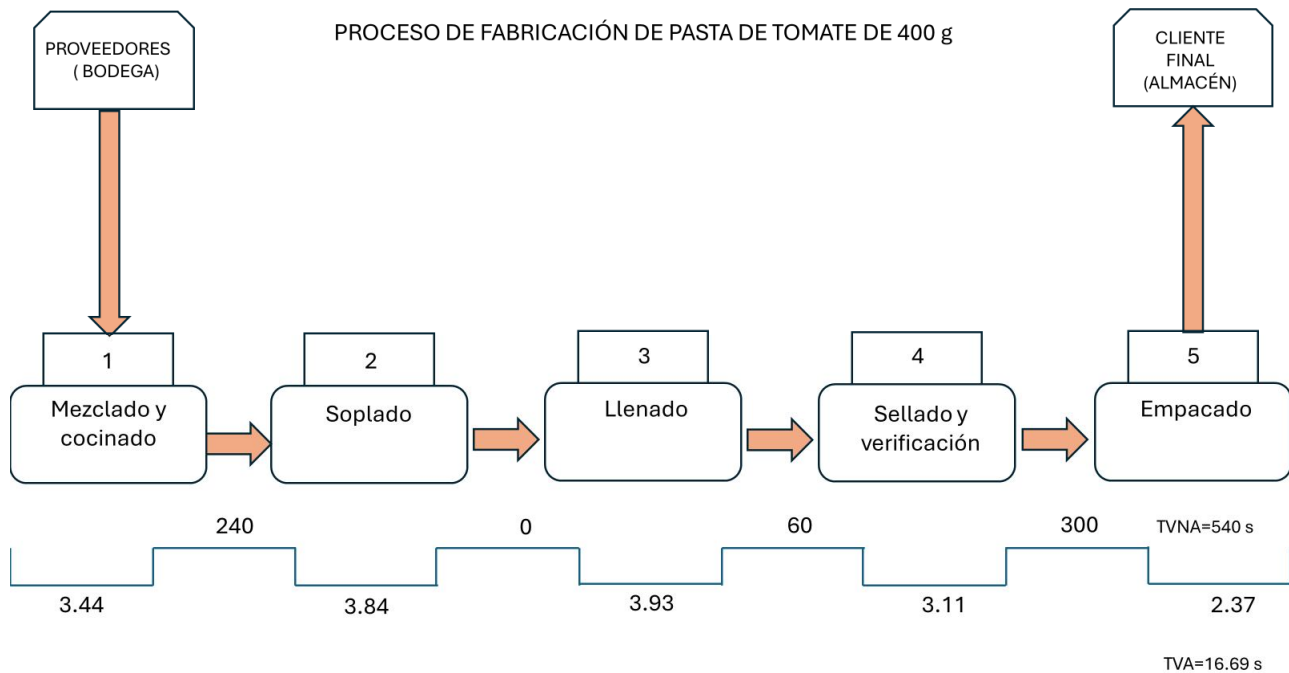 PROCESO DE FABRICACIÓN DE PASTA DE TOMATE DE 400 g
PROVEEDORES
( BODEGA)
CLIENTE
FINAL
(ALMACÉN)
1
Mezclado y
cocinado
2
Soplado
3
Llenado
4
Sellado y
verificación
5
Empacado
240
0
60
300
TVNA=540 s
3.44
3.84
3.93
3.11
2.37
TVA=16.69 s